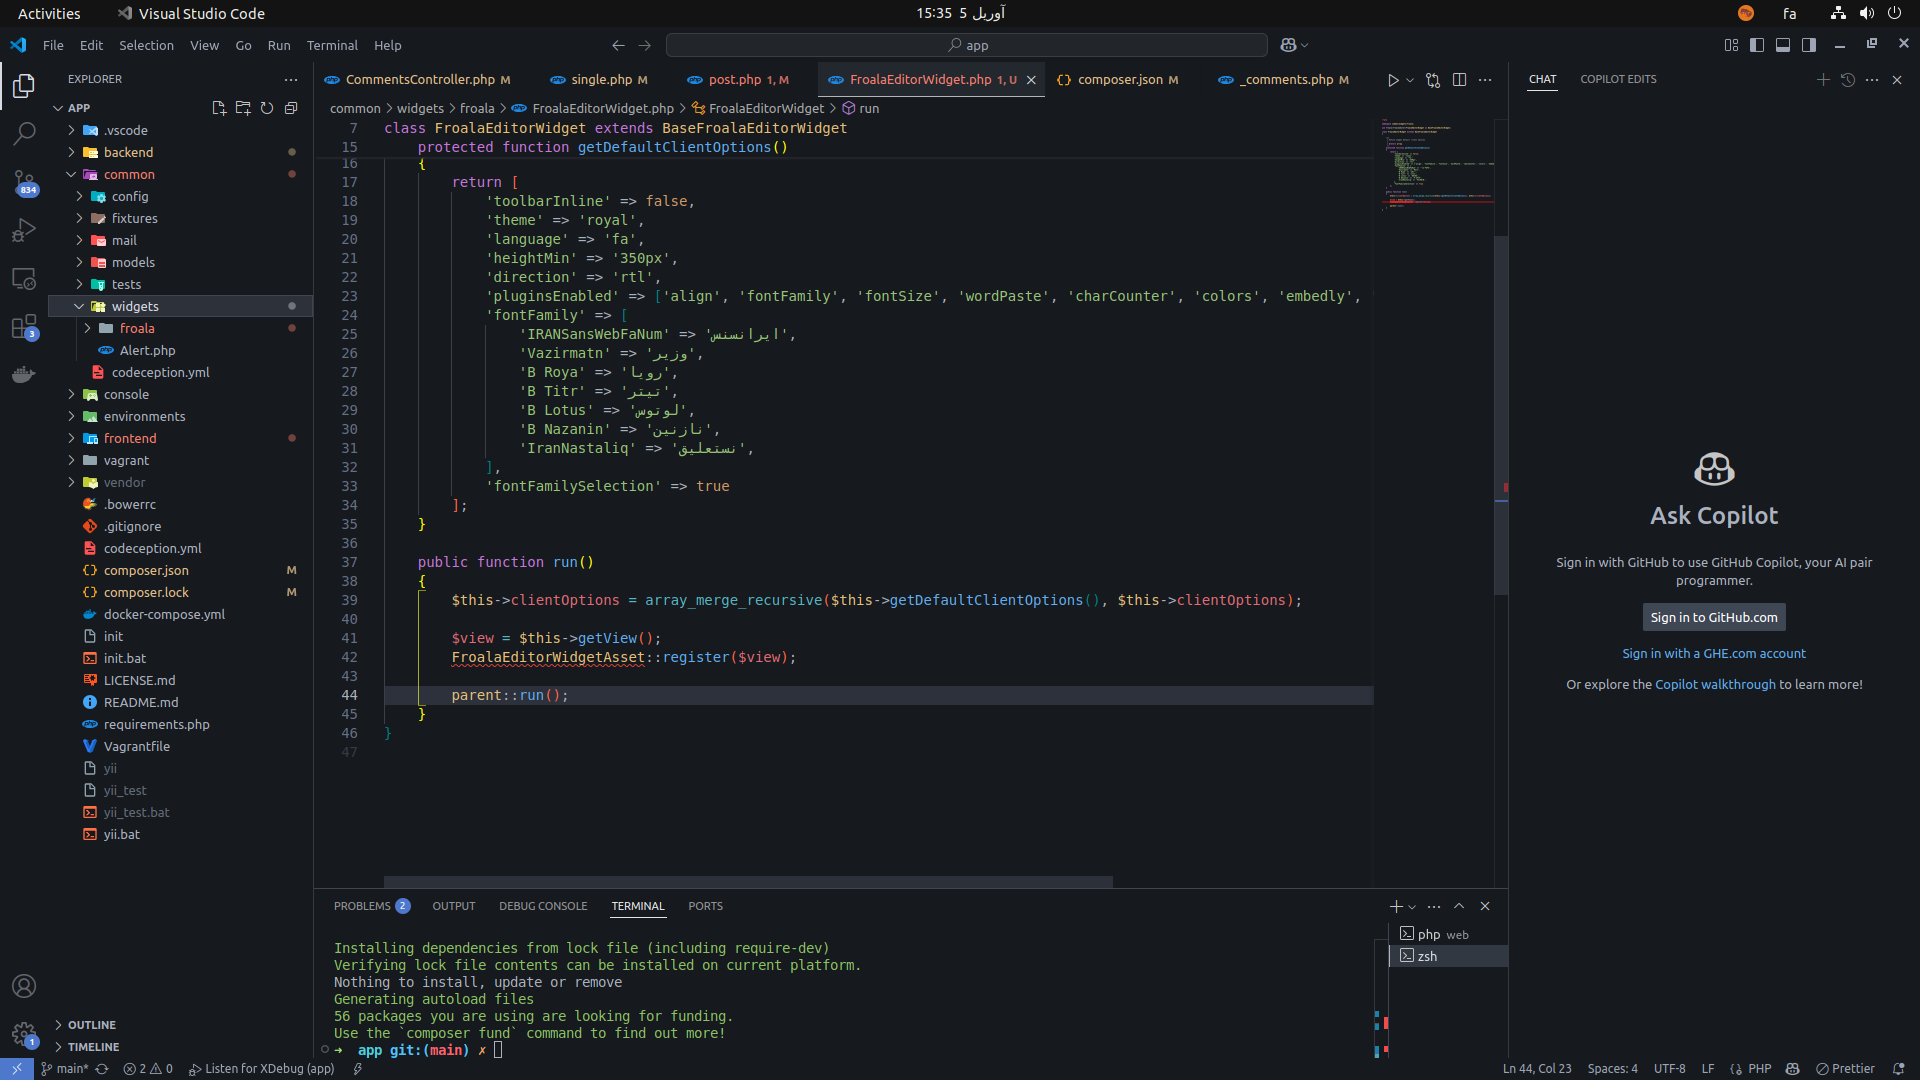 Activities
Visual Studio Code
15:35 5 آوریل
fa
File Edit Selection View Go Run Terminal Help
app
EXPLORER
APP
.vscode
backend
common
config
fixtures
mail
models
tests
widgets
froala
Alert.php
codeception.yml
console
environments
frontend
vagrant
vendor
.bowerrc
.gitignore
codeception.yml
composer.json M
composer.lock M
docker-compose.yml
init
init.bat
LICENSE.md
README.md
requirements.php
Vagrantfile
yii
yii_test
yii_test.bat
yii.bat
OUTLINE
TIMELINE
834
3
1
CommentsController.php M
single.php M
post.php 1, M
FroalaEditorWidget.php 1, U
composer.json M
_comments.php M
common > widgets > froala > FroalaEditorWidget.php > FroalaEditorWidget > run
7 class FroalaEditorWidget extends BaseFroalaEditorWidget
15 protected function getDefaultClientOptions()
16 {
17 return [
18 'toolbarInline' => false,
19 'theme' => 'royal',
20 'language' => 'fa',
21 'heightMin' => '350px',
22 'direction' => 'rtl',
23 'pluginsEnabled' => ['align', 'fontFamily', 'fontSize', 'wordPaste', 'charCounter', 'colors', 'embedly',
24 'fontFamily' => [
25 'IRANSansWebFaNum' => 'ایرانسنس',
26 'Vazirmatn' => 'وزیر',
27 'B Roya' => 'رویا',
28 'B Titr' => 'تیتر',
29 'B Lotus' => 'لوتوس',
30 'B Nazanin' => 'نازنین',
31 'IranNastaliq' => 'نستعلیق',
32 ],
33 'fontFamilySelection' => true
34 ];
35 }
36
37 public function run()
38 {
39 $this->clientOptions = array_merge_recursive($this->getDefaultClientOptions(), $this->clientOptions);
40
41 $view = $this->getView();
42 FroalaEditorWidgetAsset::register($view);
43
44 parent::run();
45 }
46 }
47
PROBLEMS 2 OUTPUT DEBUG CONSOLE TERMINAL PORTS
Installing dependencies from lock file (including require-dev)
Verifying lock file contents can be installed on current platform.
Nothing to install, update or remove
Generating autoload files
56 packages you are using are looking for funding.
Use the `composer fund` command to find out more!
➜ app git:(main) ✗
php web
zsh
CHAT COPILOT EDITS
Ask Copilot
Sign in with GitHub to use GitHub Copilot, your AI pair
programmer.
Sign in to GitHub.com
Sign in with a GHE.com account
Or explore the Copilot walkthrough to learn more!
main* 2 0 Listen for XDebug (app)
Ln 44, Col 23 Spaces: 4 UTF-8 LF {} PHP Prettier